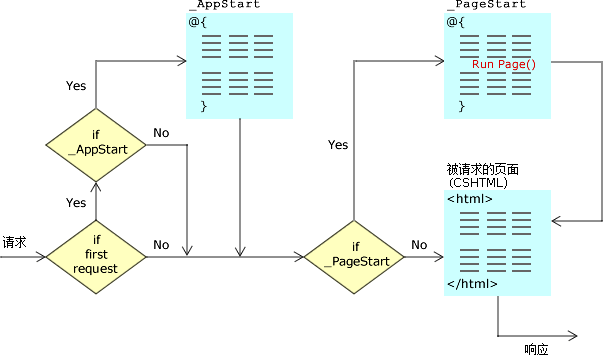 _AppStart
@{
}
_PageStart
@{
Run Page()
}
Yes
if
_AppStart
No
Yes
请求
if
first
request
No
Yes
if
_PageStart
No
被请求的页面
(CSHTML)
<html>
</html>
响应